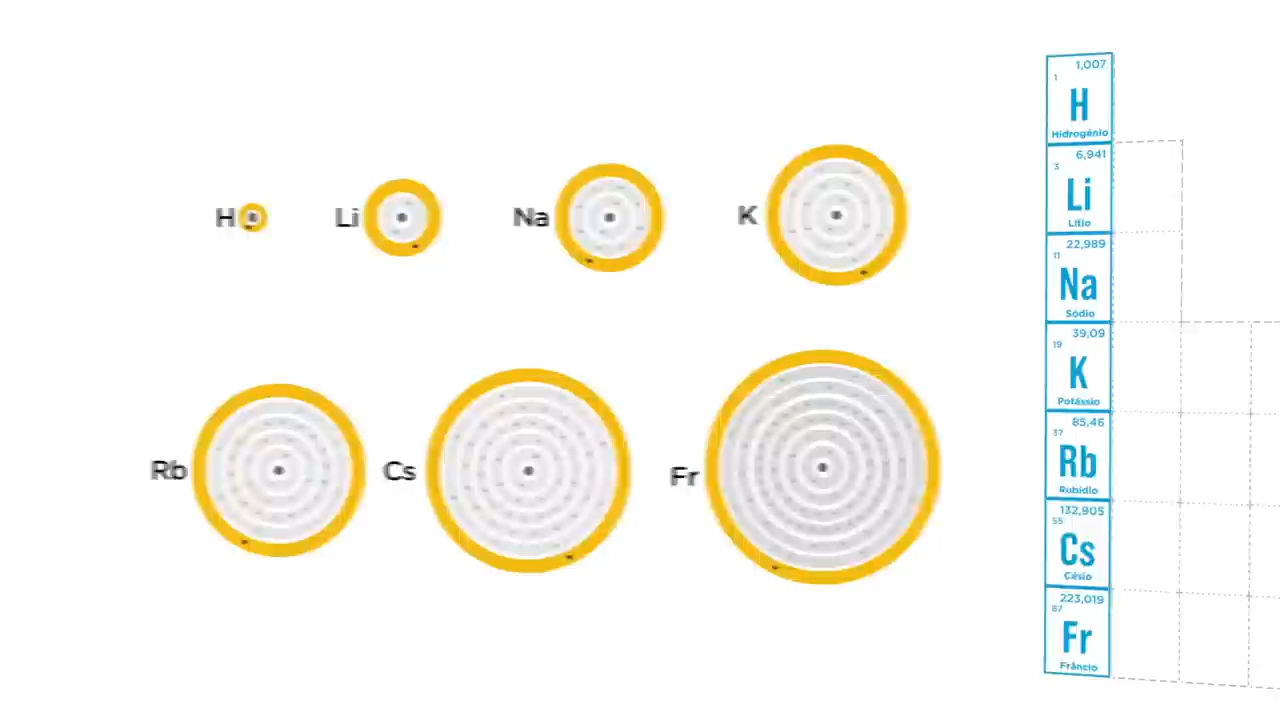 H
Li
Na
K
Rb
Cs
Fr
1,007
1
H
Hidrogénio
6,941
3
Li
Lítio
22,989
11
Na
Sódio
39,09
19
K
Potássio
85,46
37
Rb
Rubídio
132,905
55
Cs
Césio
223,019
87
Fr
Frâncio